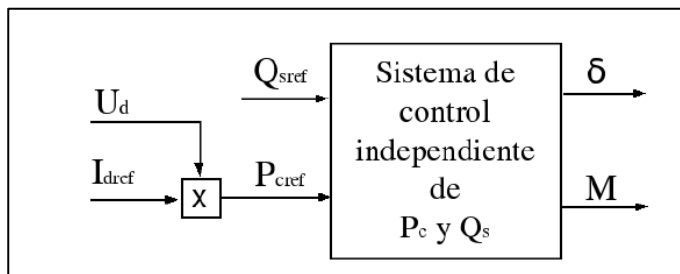 U_d
I_dref
X
Q_sref
P_cref
Sistema de
control
independiente
de
P_c y Q_s
δ
M